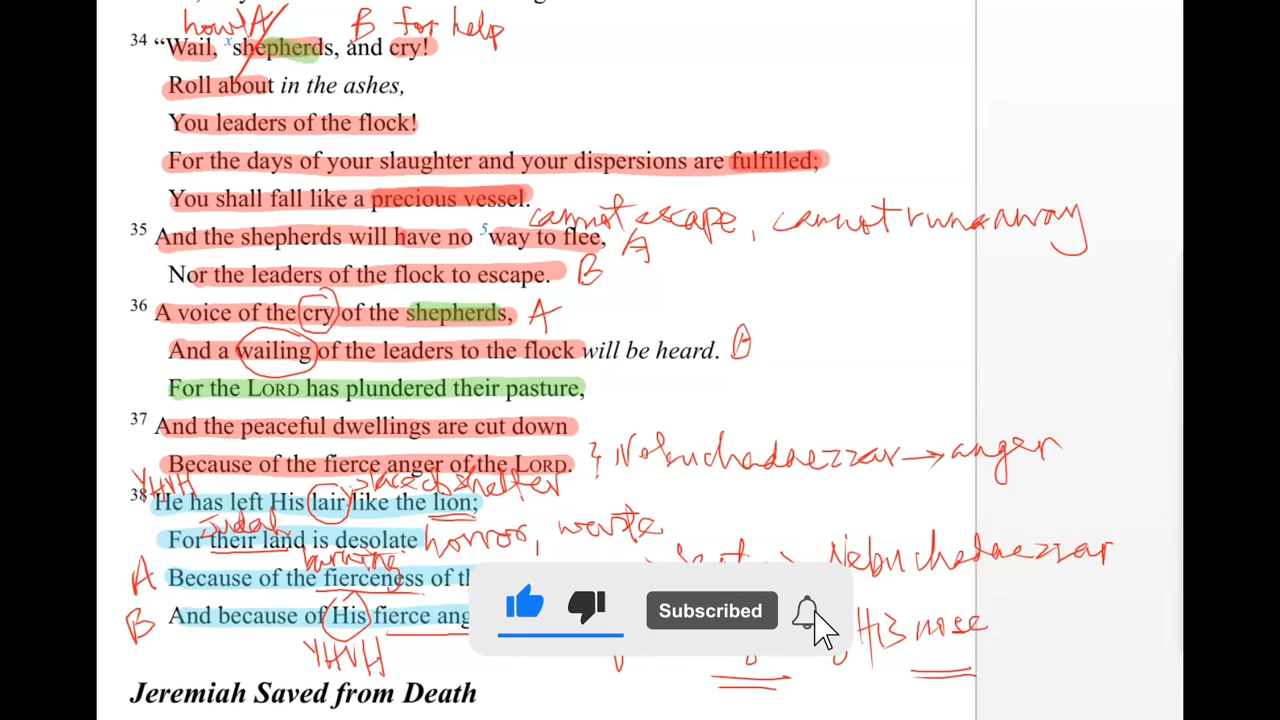 howl A B for help
34 “Wail, x shepherds, and cry!
Roll about in the ashes,
You leaders of the flock!
For the days of your slaughter and your dispersions are fulfilled;
You shall fall like a precious vessel.
cannot escape, cannot run away
35 And the shepherds will have no 5 way to flee, A
Nor the leaders of the flock to escape. B
36 A voice of the cry of the shepherds, A
And a wailing of the leaders to the flock will be heard. B
For the LORD has plundered their pasture,
37 And the peaceful dwellings are cut down
Because of the fierce anger of the LORD. Nebuchadnezzar → anger
YHVH place of shelter
38 He has left His lair like the lion;
Judah
For their land is desolate horror, waste
burning
A Because of the fierceness of th Nebuchadnezzar
B And because of His fierce ang His nose
YHVH
Subscribed
Jeremiah Saved from Death